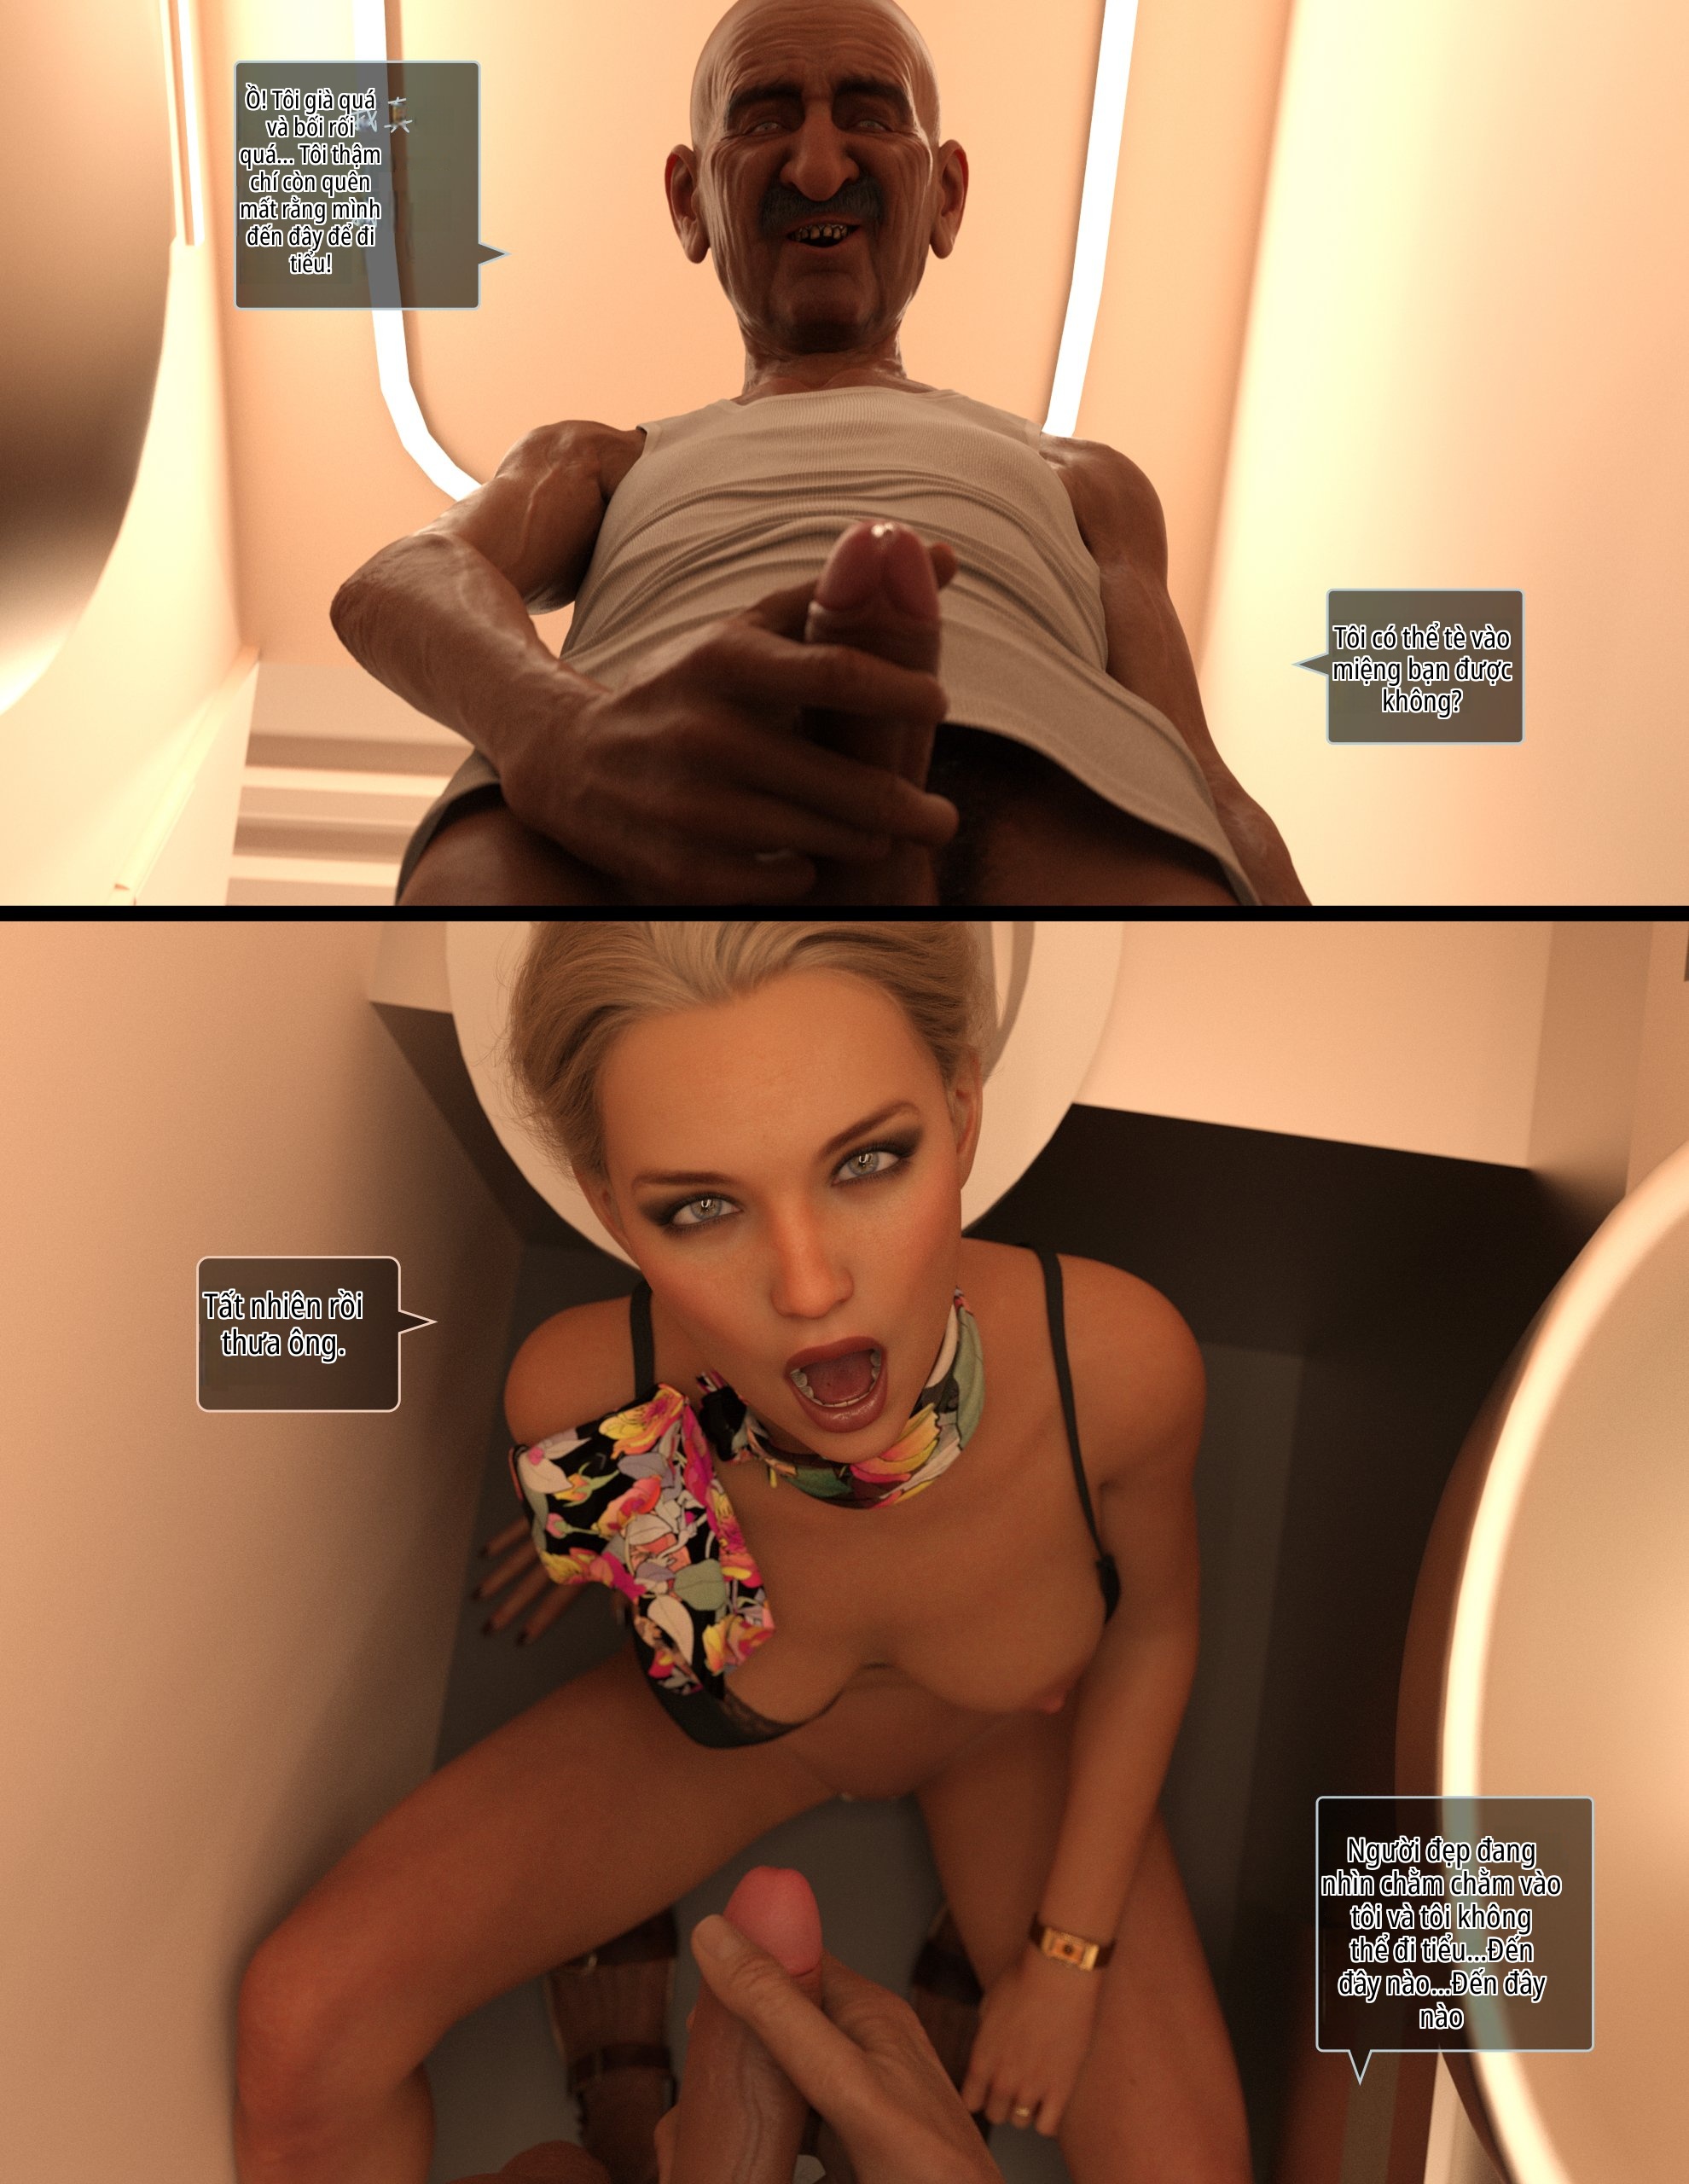 Ồ! Tôi già quá
và bối rối
quá... Tôi thậm
chí còn quên
mất rằng mình
đến đây để đi
tiểu!
Tôi có thể tè vào
miệng bạn được
không?
Tất nhiên rồi
thưa ông.
Người đẹp đang
nhìn chằm chằm vào
tôi và tôi không
thể đi tiểu...Đến
đây nào...Đến đây
nào